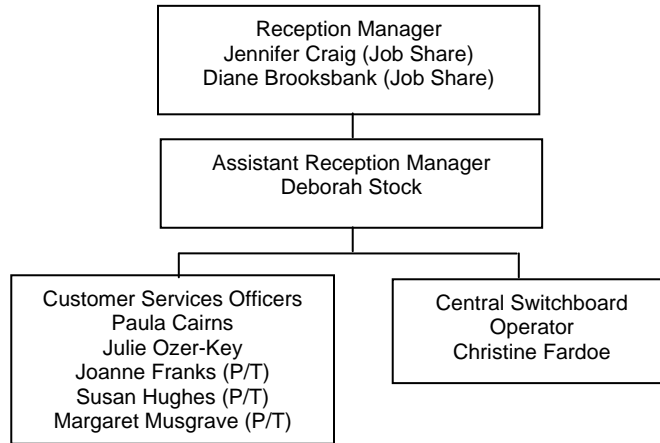 Reception Manager
Jennifer Craig (Job Share)
Diane Brooksbank (Job Share)
Assistant Reception Manager
Deborah Stock
Customer Services Officers
Paula Cairns
Julie Ozer-Key
Joanne Franks (P/T)
Susan Hughes (P/T)
Margaret Musgrave (P/T)
Central Switchboard
Operator
Christine Fardoe